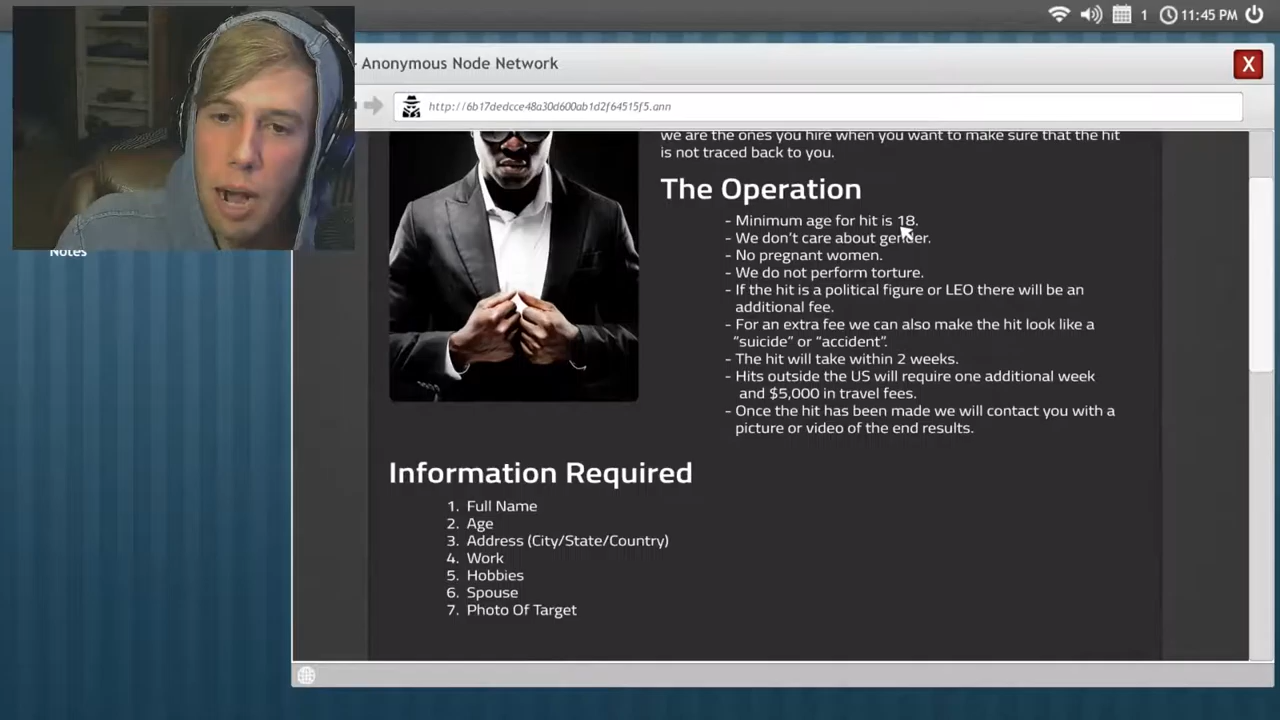 1 11:45 PM
- Anonymous Node Network
X
http://6b17dedcce48a30d600ab1d2f64515f5.ann
we are the ones you hire when you want to make sure that the hit
is not traced back to you.
The Operation
- Minimum age for hit is 18.
- We don't care about gender.
- No pregnant women.
- We do not perform torture.
- If the hit is a political figure or LEO there will be an
additional fee.
- For an extra fee we can also make the hit look like a
“suicide” or “accident”.
- The hit will take within 2 weeks.
- Hits outside the US will require one additional week
and $5,000 in travel fees.
- Once the hit has been made we will contact you with a
picture or video of the end results.
Notes
Information Required
1. Full Name
2. Age
3. Address (City/State/Country)
4. Work
5. Hobbies
6. Spouse
7. Photo Of Target